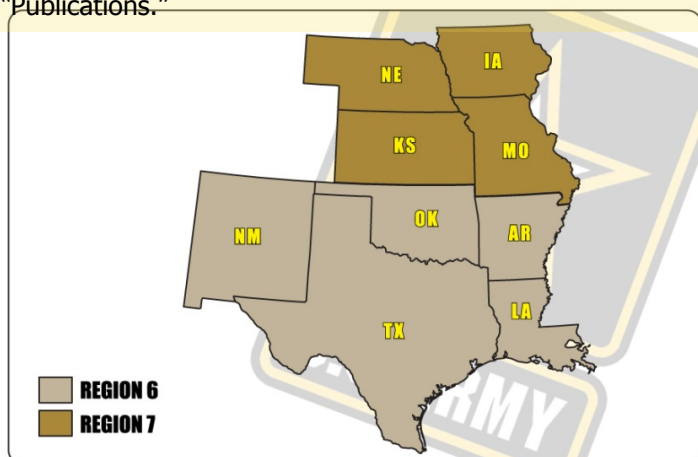 “Publications.”
NE
IA
KS
MO
NM
OK
AR
LA
TX
REGION 6
REGION 7
RMY